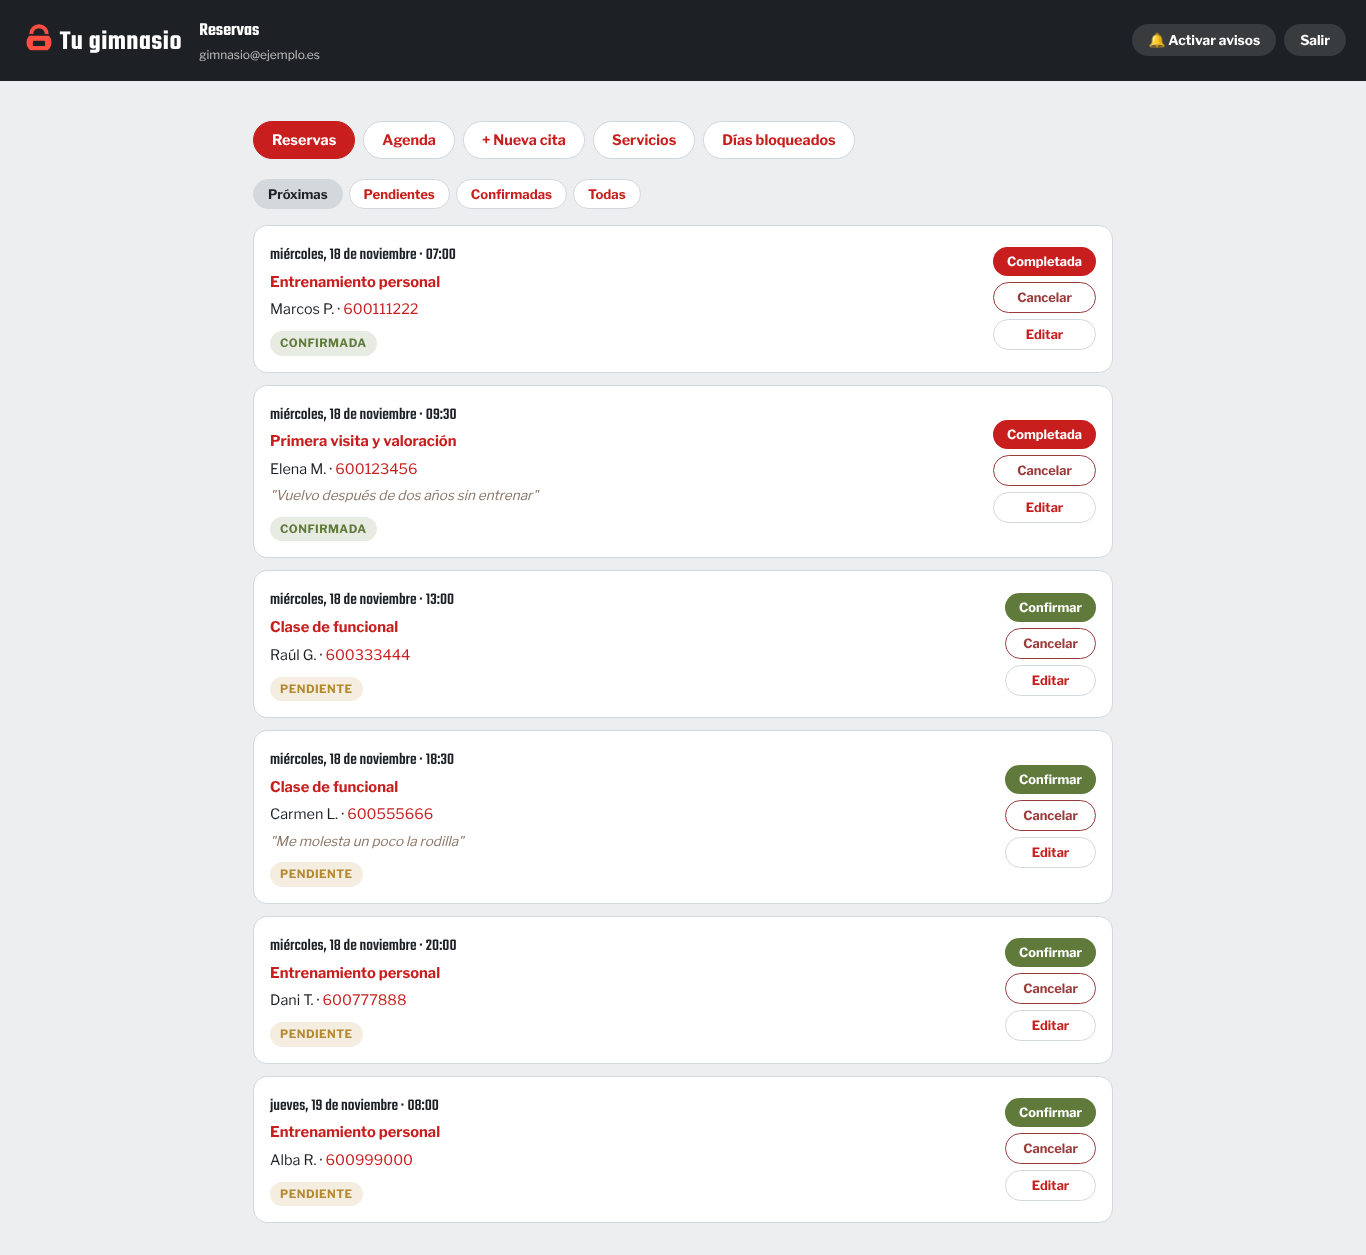 Tu gimnasio
Reservas
gimnasio@ejemplo.es
🔔 Activar avisos
Salir
Reservas
Agenda
+ Nueva cita
Servicios
Días bloqueados
Próximas
Pendientes
Confirmadas
Todas
miércoles, 18 de noviembre · 07:00
Entrenamiento personal
Marcos P. · 600111222
CONFIRMADA
Completada
Cancelar
Editar
miércoles, 18 de noviembre · 09:30
Primera visita y valoración
Elena M. · 600123456
"Vuelvo después de dos años sin entrenar"
CONFIRMADA
Completada
Cancelar
Editar
miércoles, 18 de noviembre · 13:00
Clase de funcional
Raúl G. · 600333444
PENDIENTE
Confirmar
Cancelar
Editar
miércoles, 18 de noviembre · 18:30
Clase de funcional
Carmen L. · 600555666
"Me molesta un poco la rodilla"
PENDIENTE
Confirmar
Cancelar
Editar
miércoles, 18 de noviembre · 20:00
Entrenamiento personal
Dani T. · 600777888
PENDIENTE
Confirmar
Cancelar
Editar
jueves, 19 de noviembre · 08:00
Entrenamiento personal
Alba R. · 600999000
PENDIENTE
Confirmar
Cancelar
Editar